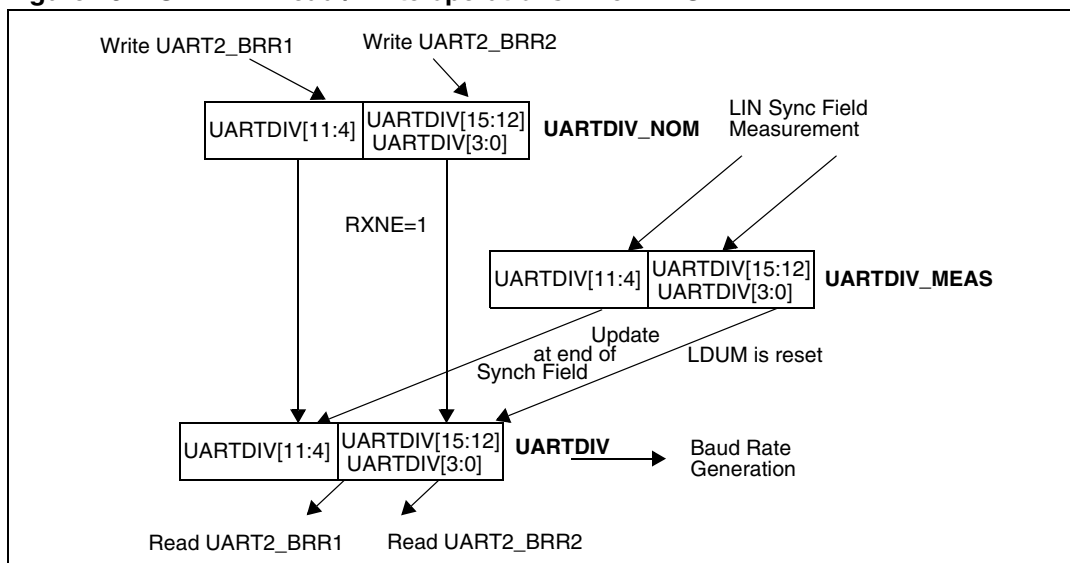 Write UART2_BRR1
Write UART2_BRR2
UARTDIV[11:4]
UARTDIV[15:12]
UARTDIV[3:0]
UARTDIV_NOM
LIN Sync Field
Measurement
RXNE=1
UARTDIV[11:4]
UARTDIV[15:12]
UARTDIV[3:0]
UARTDIV_MEAS
Update
at end of
Synch Field
LDUM is reset
UARTDIV[11:4]
UARTDIV[15:12]
UARTDIV[3:0]
UARTDIV
Baud Rate
Generation
Read UART2_BRR1
Read UART2_BRR2